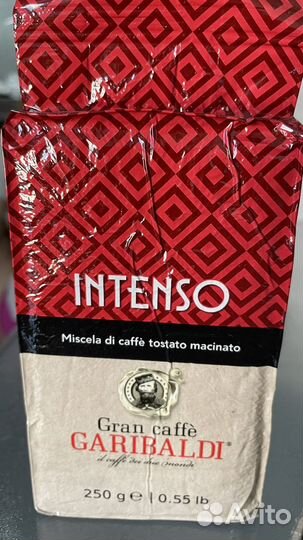 INTENSO
Miscela di caffè tostato macinato
Gran caffè
GARIBALDI®
il caffè dei due mondi
250 g ℮ | 0.55 lb
Avito